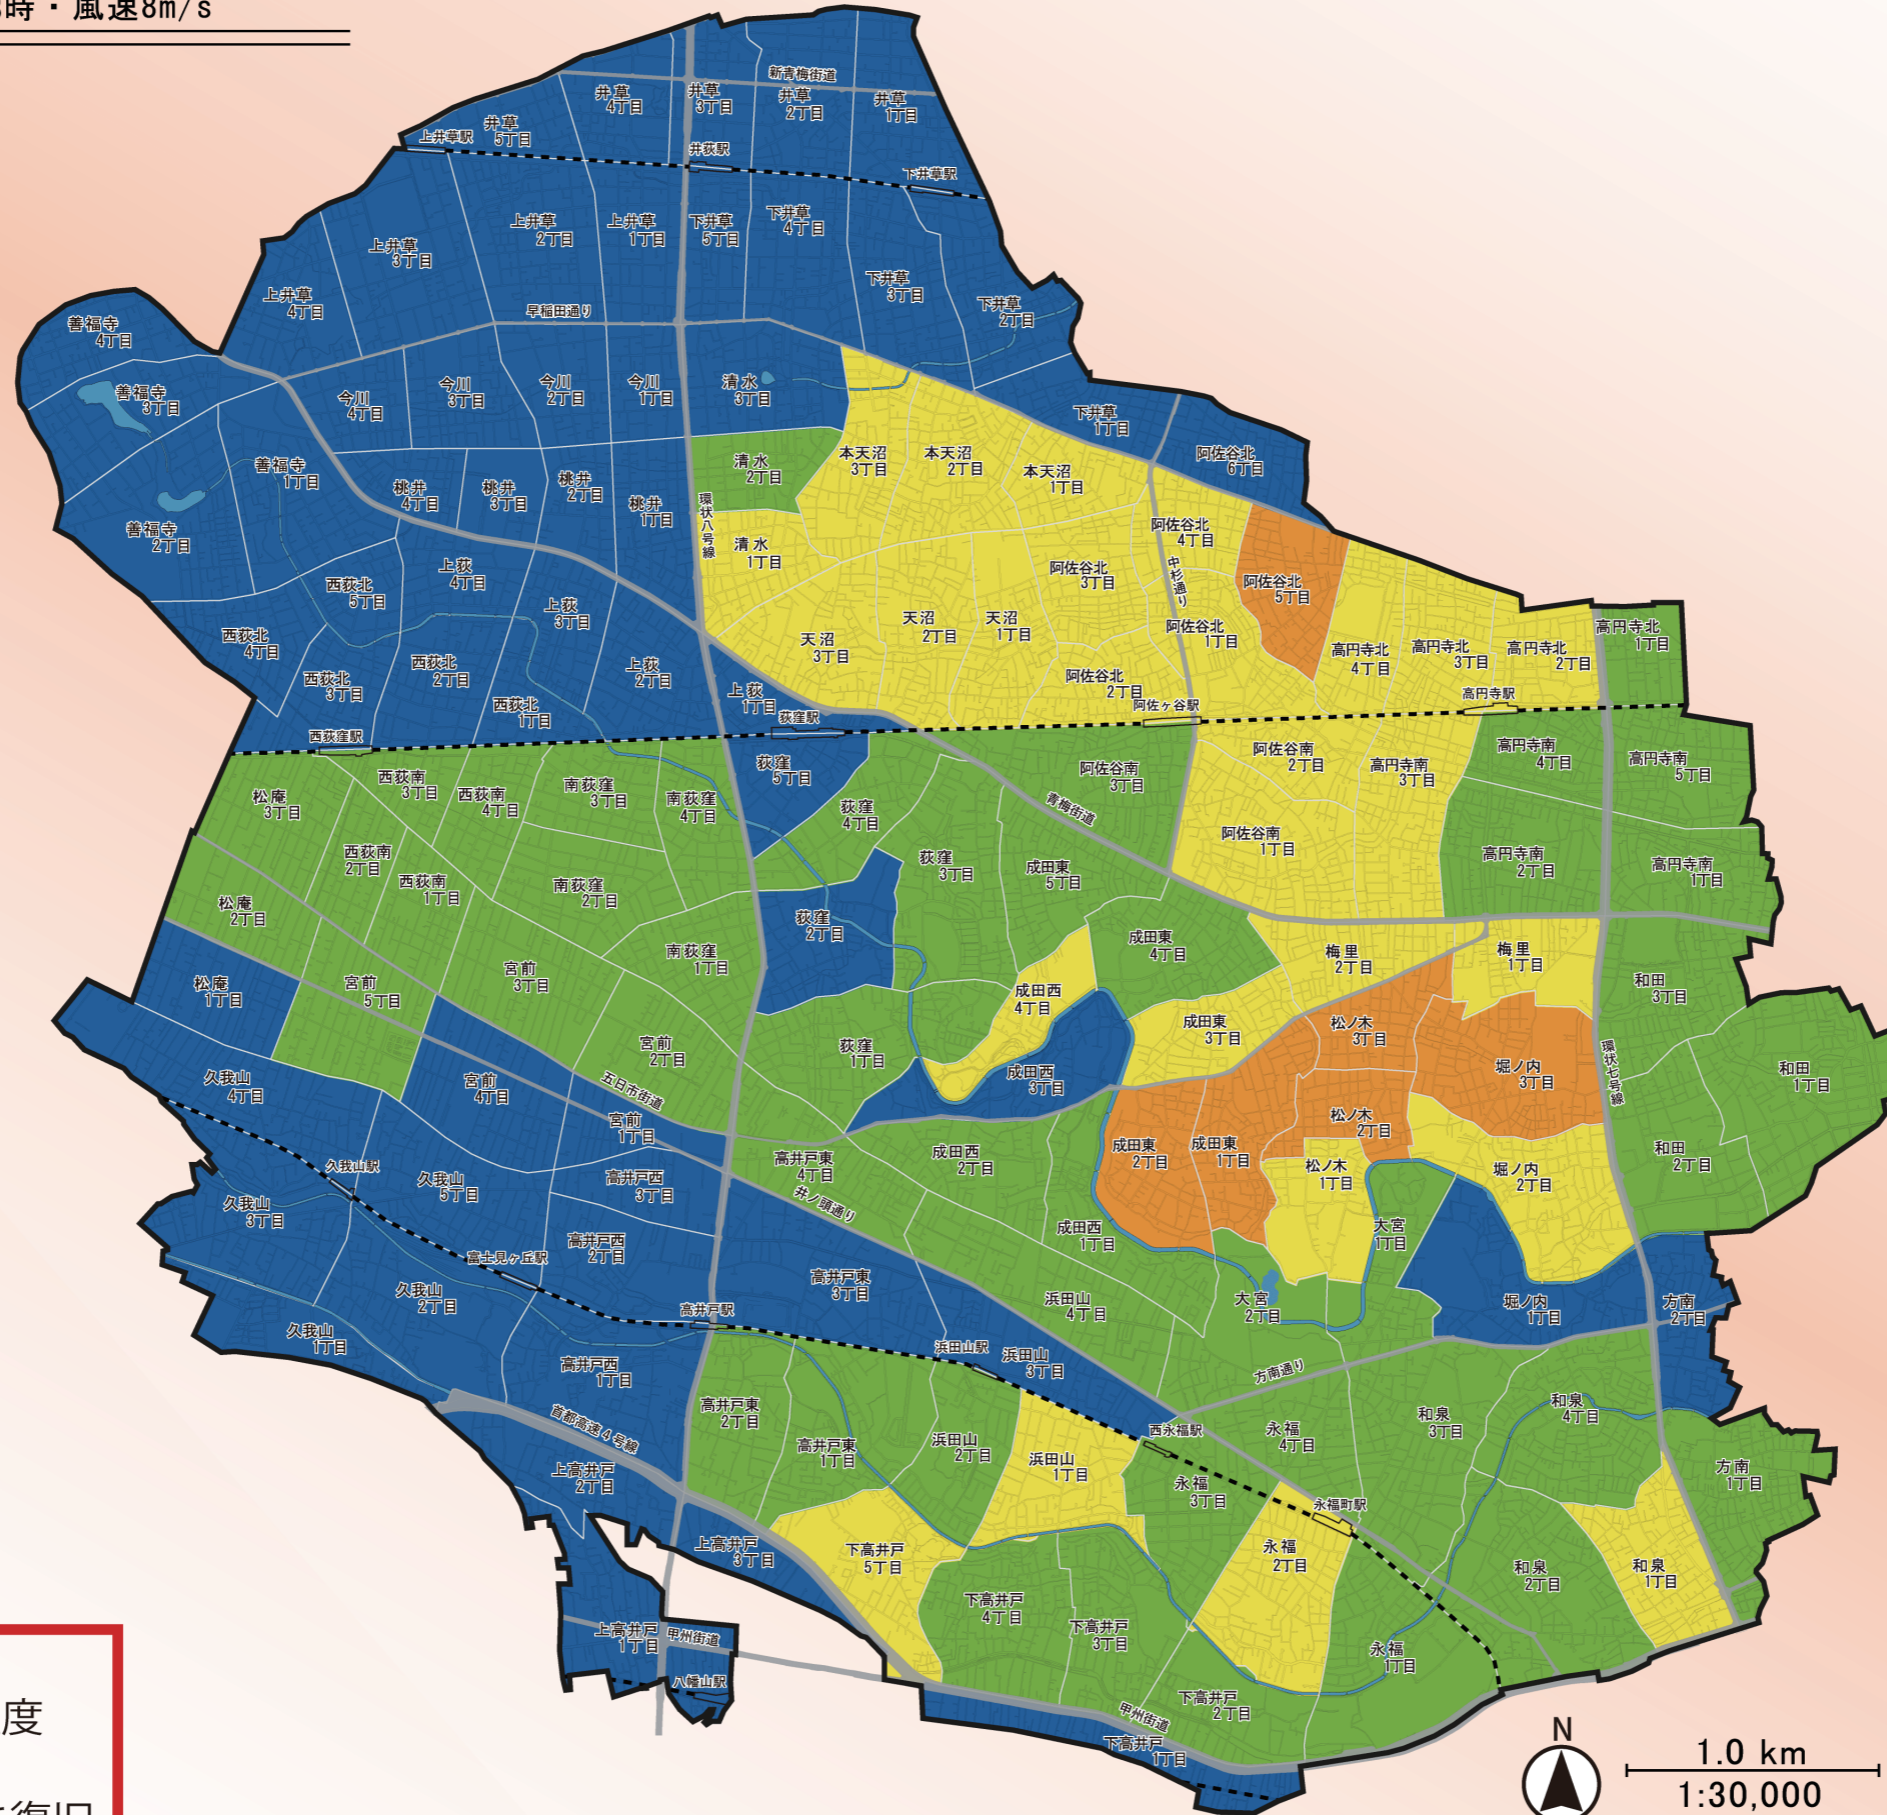 時・風速8m/s
新青梅街道
井草
4丁目
井草
3丁目
井草
2丁目
井草
1丁目
上井草駅
井草
5丁目
井荻駅
下井草駅
上井草
3丁目
上井草
2丁目
上井草
1丁目
下井草
5丁目
下井草
4丁目
上井草
4丁目
早稲田通り
下井草
3丁目
下井草
2丁目
善福寺
4丁目
善福寺
3丁目
今川
4丁目
今川
3丁目
今川
2丁目
今川
1丁目
清水
3丁目
下井草
1丁目
阿佐谷北
6丁目
善福寺
1丁目
桃井
4丁目
桃井
3丁目
桃井
2丁目
桃井
1丁目
環状八号線
清水
2丁目
本天沼
3丁目
本天沼
2丁目
本天沼
1丁目
善福寺
2丁目
清水
1丁目
阿佐谷北
4丁目
中杉通り
西荻北
5丁目
上荻
4丁目
上荻
3丁目
阿佐谷北
3丁目
阿佐谷北
5丁目
西荻北
4丁目
天沼
3丁目
天沼
2丁目
天沼
1丁目
阿佐谷北
1丁目
高円寺北
4丁目
高円寺北
3丁目
高円寺北
2丁目
高円寺北
1丁目
西荻北
3丁目
西荻北
2丁目
西荻北
1丁目
上荻
2丁目
上荻
1丁目
阿佐谷北
2丁目
西荻窪駅
荻窪駅
阿佐ヶ谷駅
高円寺駅
松庵
3丁目
西荻南
3丁目
西荻南
4丁目
南荻窪
3丁目
南荻窪
4丁目
荻窪
5丁目
荻窪
4丁目
青梅街道
阿佐谷南
3丁目
阿佐谷南
2丁目
高円寺南
3丁目
高円寺南
4丁目
高円寺南
5丁目
西荻南
2丁目
西荻南
1丁目
南荻窪
2丁目
荻窪
3丁目
成田東
5丁目
阿佐谷南
1丁目
高円寺南
2丁目
高円寺南
1丁目
松庵
2丁目
南荻窪
1丁目
荻窪
2丁目
成田東
4丁目
梅里
2丁目
梅里
1丁目
松庵
1丁目
宮前
5丁目
宮前
3丁目
成田西
4丁目
和田
3丁目
宮前
2丁目
荻窪
1丁目
成田西
3丁目
成田東
3丁目
松ノ木
3丁目
堀ノ内
3丁目
環状七号線
和田
1丁目
久我山
4丁目
宮前
4丁目
五日市街道
宮前
1丁目
松ノ木
2丁目
久我山駅
久我山
5丁目
高井戸西
3丁目
高井戸東
4丁目
井ノ頭通り
成田西
2丁目
成田東
2丁目
成田東
1丁目
松ノ木
1丁目
堀ノ内
2丁目
和田
2丁目
久我山
3丁目
富士見ヶ丘駅
高井戸西
2丁目
成田西
1丁目
大宮
1丁目
久我山
2丁目
高井戸駅
高井戸東
3丁目
浜田山
4丁目
大宮
2丁目
堀ノ内
1丁目
方南
2丁目
久我山
1丁目
高井戸西
1丁目
浜田山駅
浜田山
3丁目
方南通り
首都高速4号線
高井戸東
2丁目
高井戸東
1丁目
浜田山
2丁目
浜田山
1丁目
西永福駅
永福
4丁目
和泉
3丁目
和泉
4丁目
上高井戸
2丁目
永福
3丁目
永福町駅
方南
1丁目
上高井戸
3丁目
下高井戸
5丁目
永福
2丁目
和泉
2丁目
和泉
1丁目
上高井戸
1丁目
甲州街道
八幡山駅
下高井戸
4丁目
下高井戸
3丁目
永福
1丁目
下高井戸
2丁目
甲州街道
下高井戸
1丁目
度
復旧
N
1.0 km
1:30,000